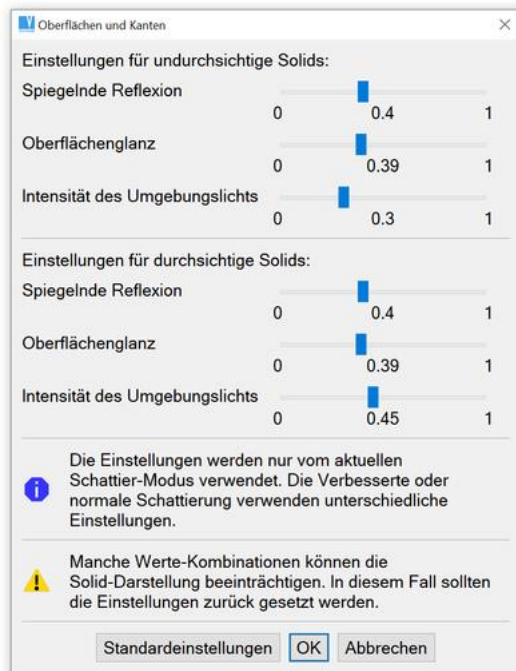 Oberflächen und Kanten
Einstellungen für undurchsichtige Solids:
Spiegelnde Reflexion
0 0.4 1
Oberflächenglanz
0 0.39 1
Intensität des Umgebungslichts
0 0.3 1
Einstellungen für durchsichtige Solids:
Spiegelnde Reflexion
0 0.4 1
Oberflächenglanz
0 0.39 1
Intensität des Umgebungslichts
0 0.45 1
Die Einstellungen werden nur vom aktuellen
Schattier-Modus verwendet. Die Verbesserte oder
normale Schattierung verwenden unterschiedliche
Einstellungen.
Manche Werte-Kombinationen können die
Solid-Darstellung beeinträchtigen. In diesem Fall sollten
die Einstellungen zurück gesetzt werden.
Standardeinstellungen OK Abbrechen